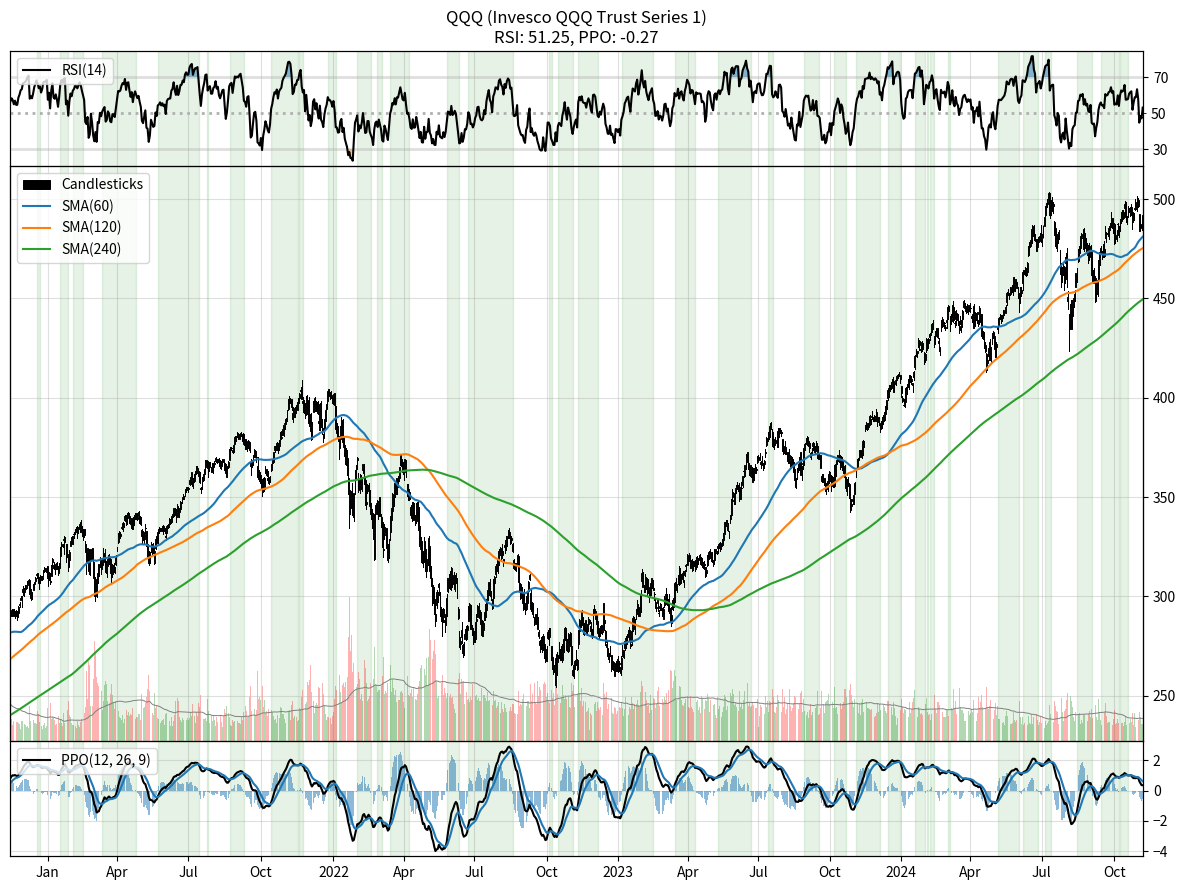 QQQ (Invesco QQQ Trust Series 1)
RSI: 51.25, PPO: -0.27
RSI(14)
70
50
30
Candlesticks
SMA(60)
SMA(120)
SMA(240)
500
450
400
350
300
250
PPO(12, 26, 9)
2
0
−2
−4
Jan Apr Jul Oct 2022 Apr Jul Oct 2023 Apr Jul Oct 2024 Apr Jul Oct